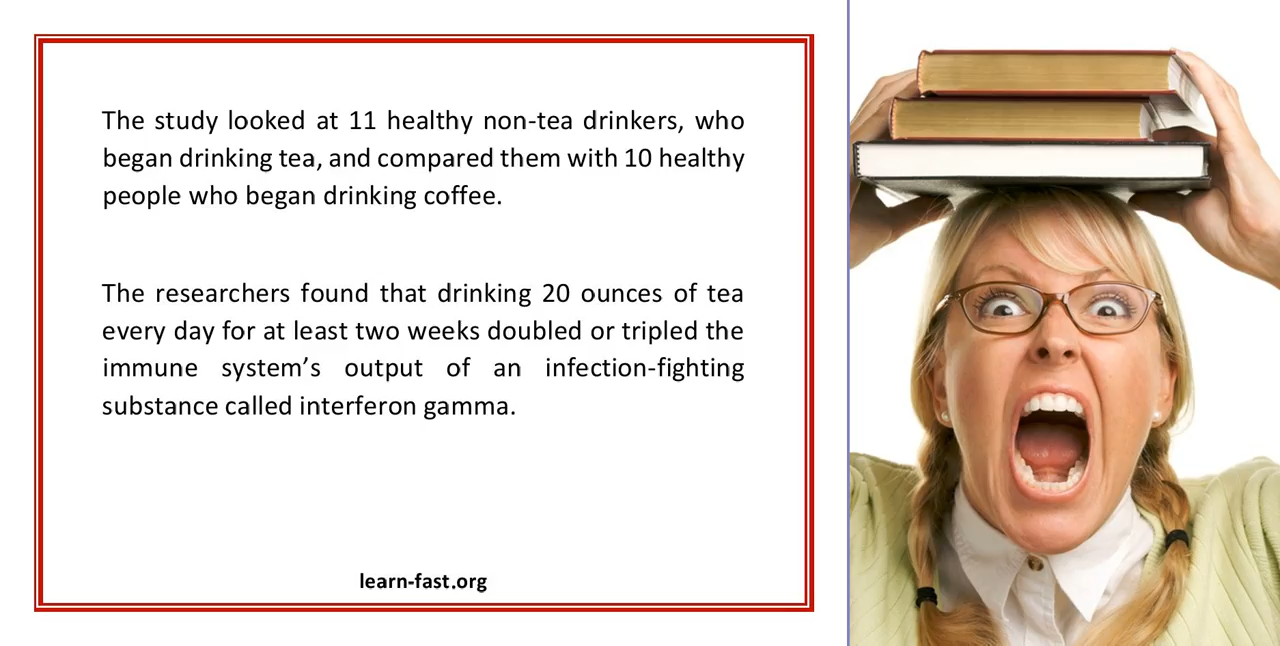 The study looked at 11 healthy non-tea drinkers, who
began drinking tea, and compared them with 10 healthy
people who began drinking coffee.
The researchers found that drinking 20 ounces of tea
every day for at least two weeks doubled or tripled the
immune system’s output of an infection-fighting
substance called interferon gamma.
learn-fast.org